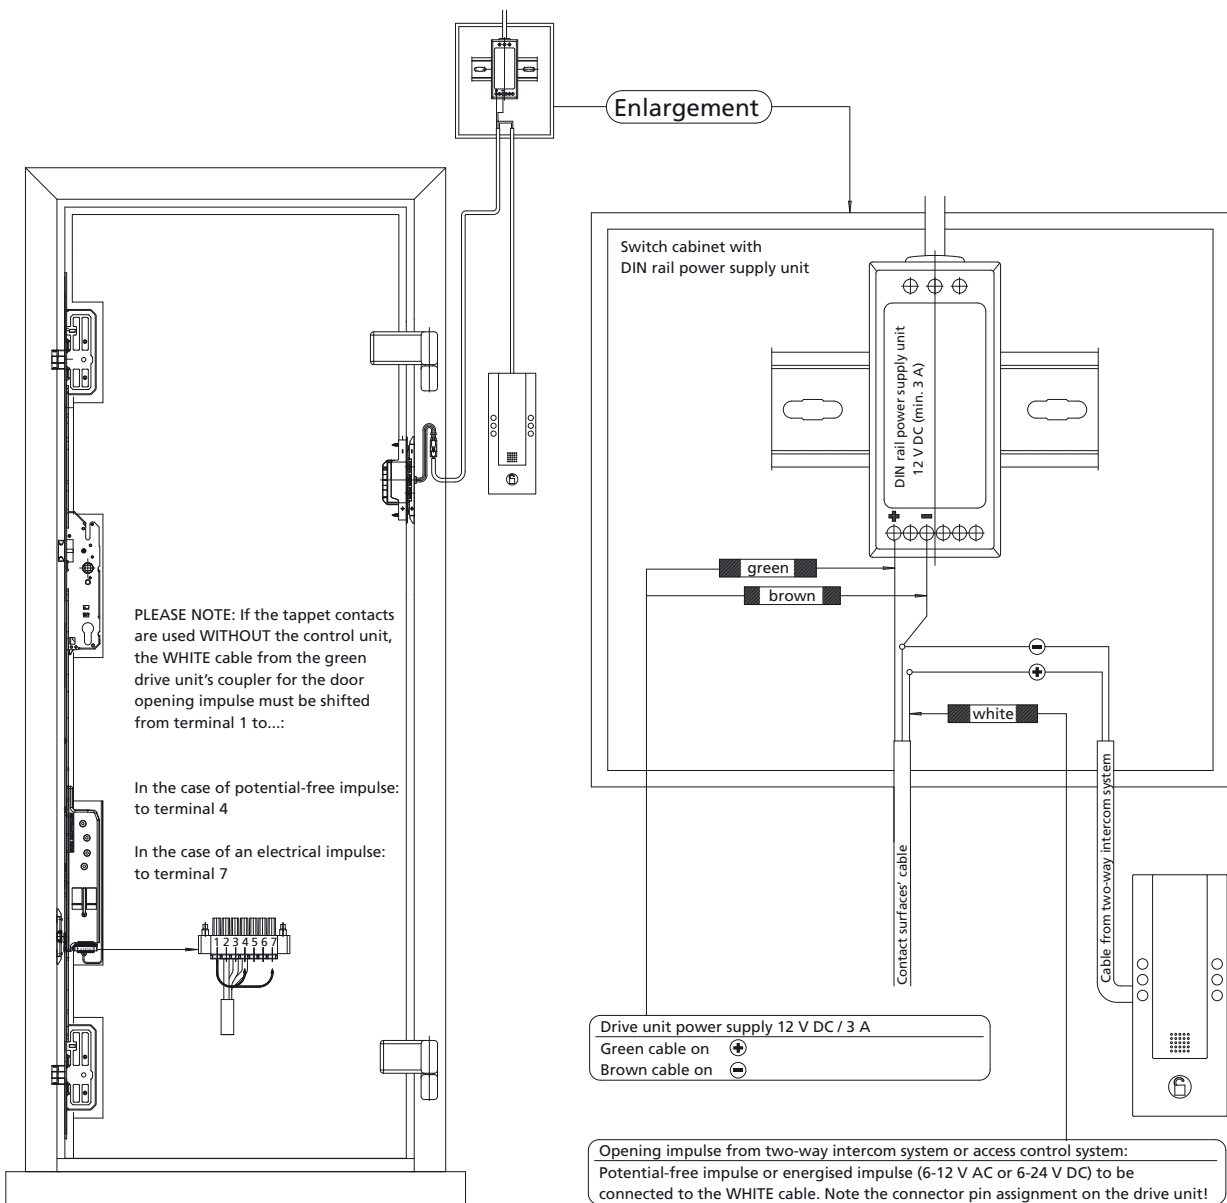 Enlargement
Switch cabinet with
DIN rail power supply unit
DIN rail power supply unit
12 V DC (min. 3 A)
green
brown
PLEASE NOTE: If the tappet contacts
are used WITHOUT the control unit,
the WHITE cable from the green
drive unit's coupler for the door
opening impulse must be shifted
from terminal 1 to...:
white
In the case of potential-free impulse:
to terminal 4
In the case of an electrical impulse:
to terminal 7
1 2 3 4 5 6 7
Contact surfaces' cable
Cable from two-way intercom system
Drive unit power supply 12 V DC / 3 A
Green cable on +
Brown cable on −
Opening impulse from two-way intercom system or access control system:
Potential-free impulse or energised impulse (6-12 V AC or 6-24 V DC) to be
connected to the WHITE cable. Note the connector pin assignment on the drive unit!